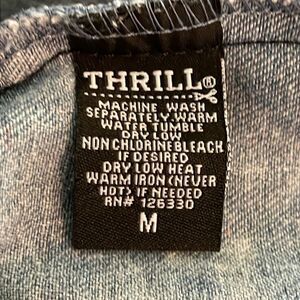 THRILL®
MACHINE WASH
SEPARATELY.WARM
WATER TUMBLE
DRY LOW
NON CHLORINE BLEACH
IF DESIRED
DRY LOW HEAT
WARM IRON (NEVER
HOT) IF NEEDED
RN# 126330
M